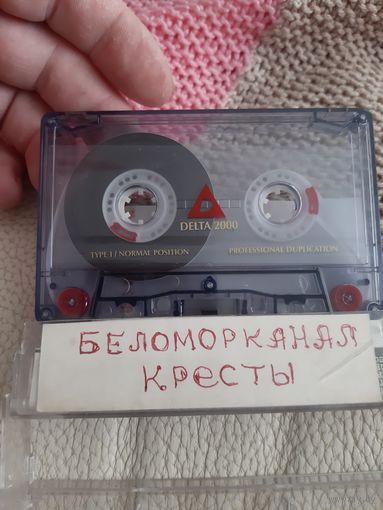 DELTA 2000
TYPE I / NORMAL POSITION PROFESSIONAL DUPLICATION
БЕЛОМОРКАНАЛ
КРЕСТЫ